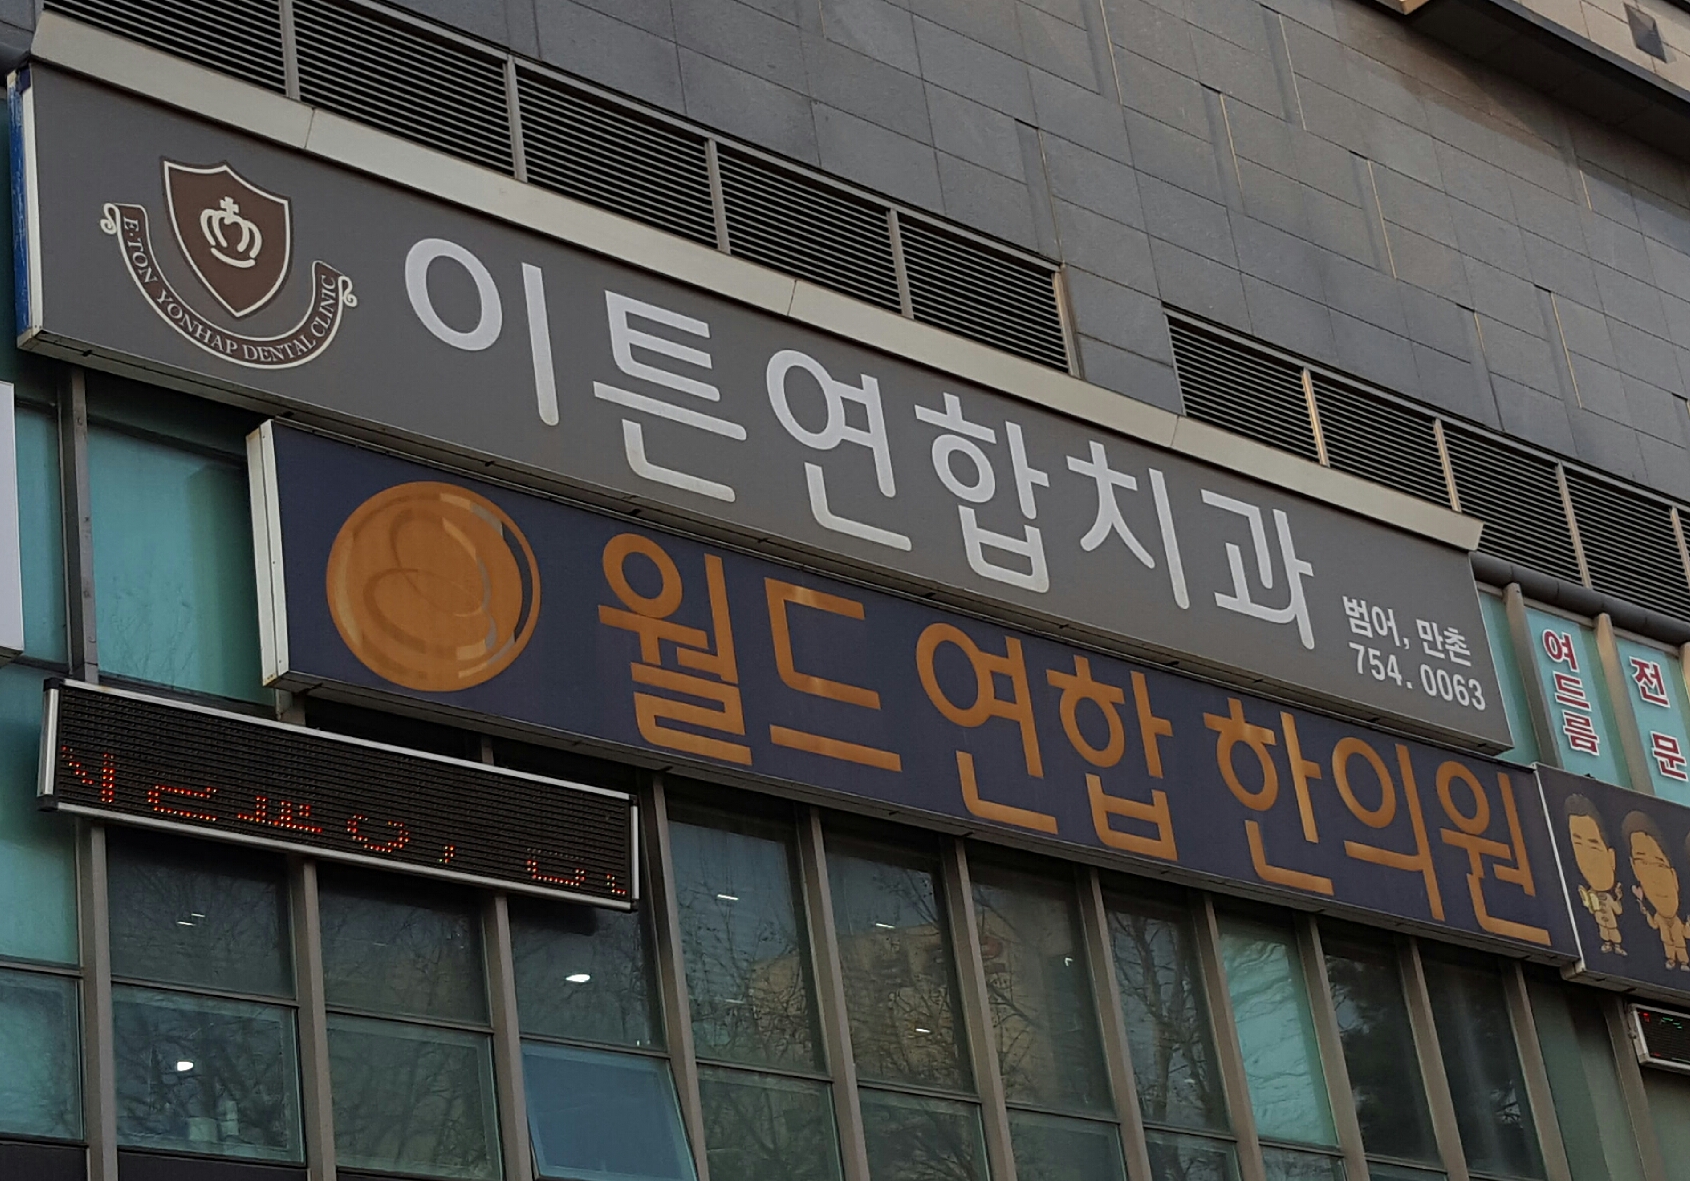 E·TON YONHAP DENTAL CLINIC
이튼연합치과
범어, 만촌
754.0063
월드연합 한의원
여드름
전문